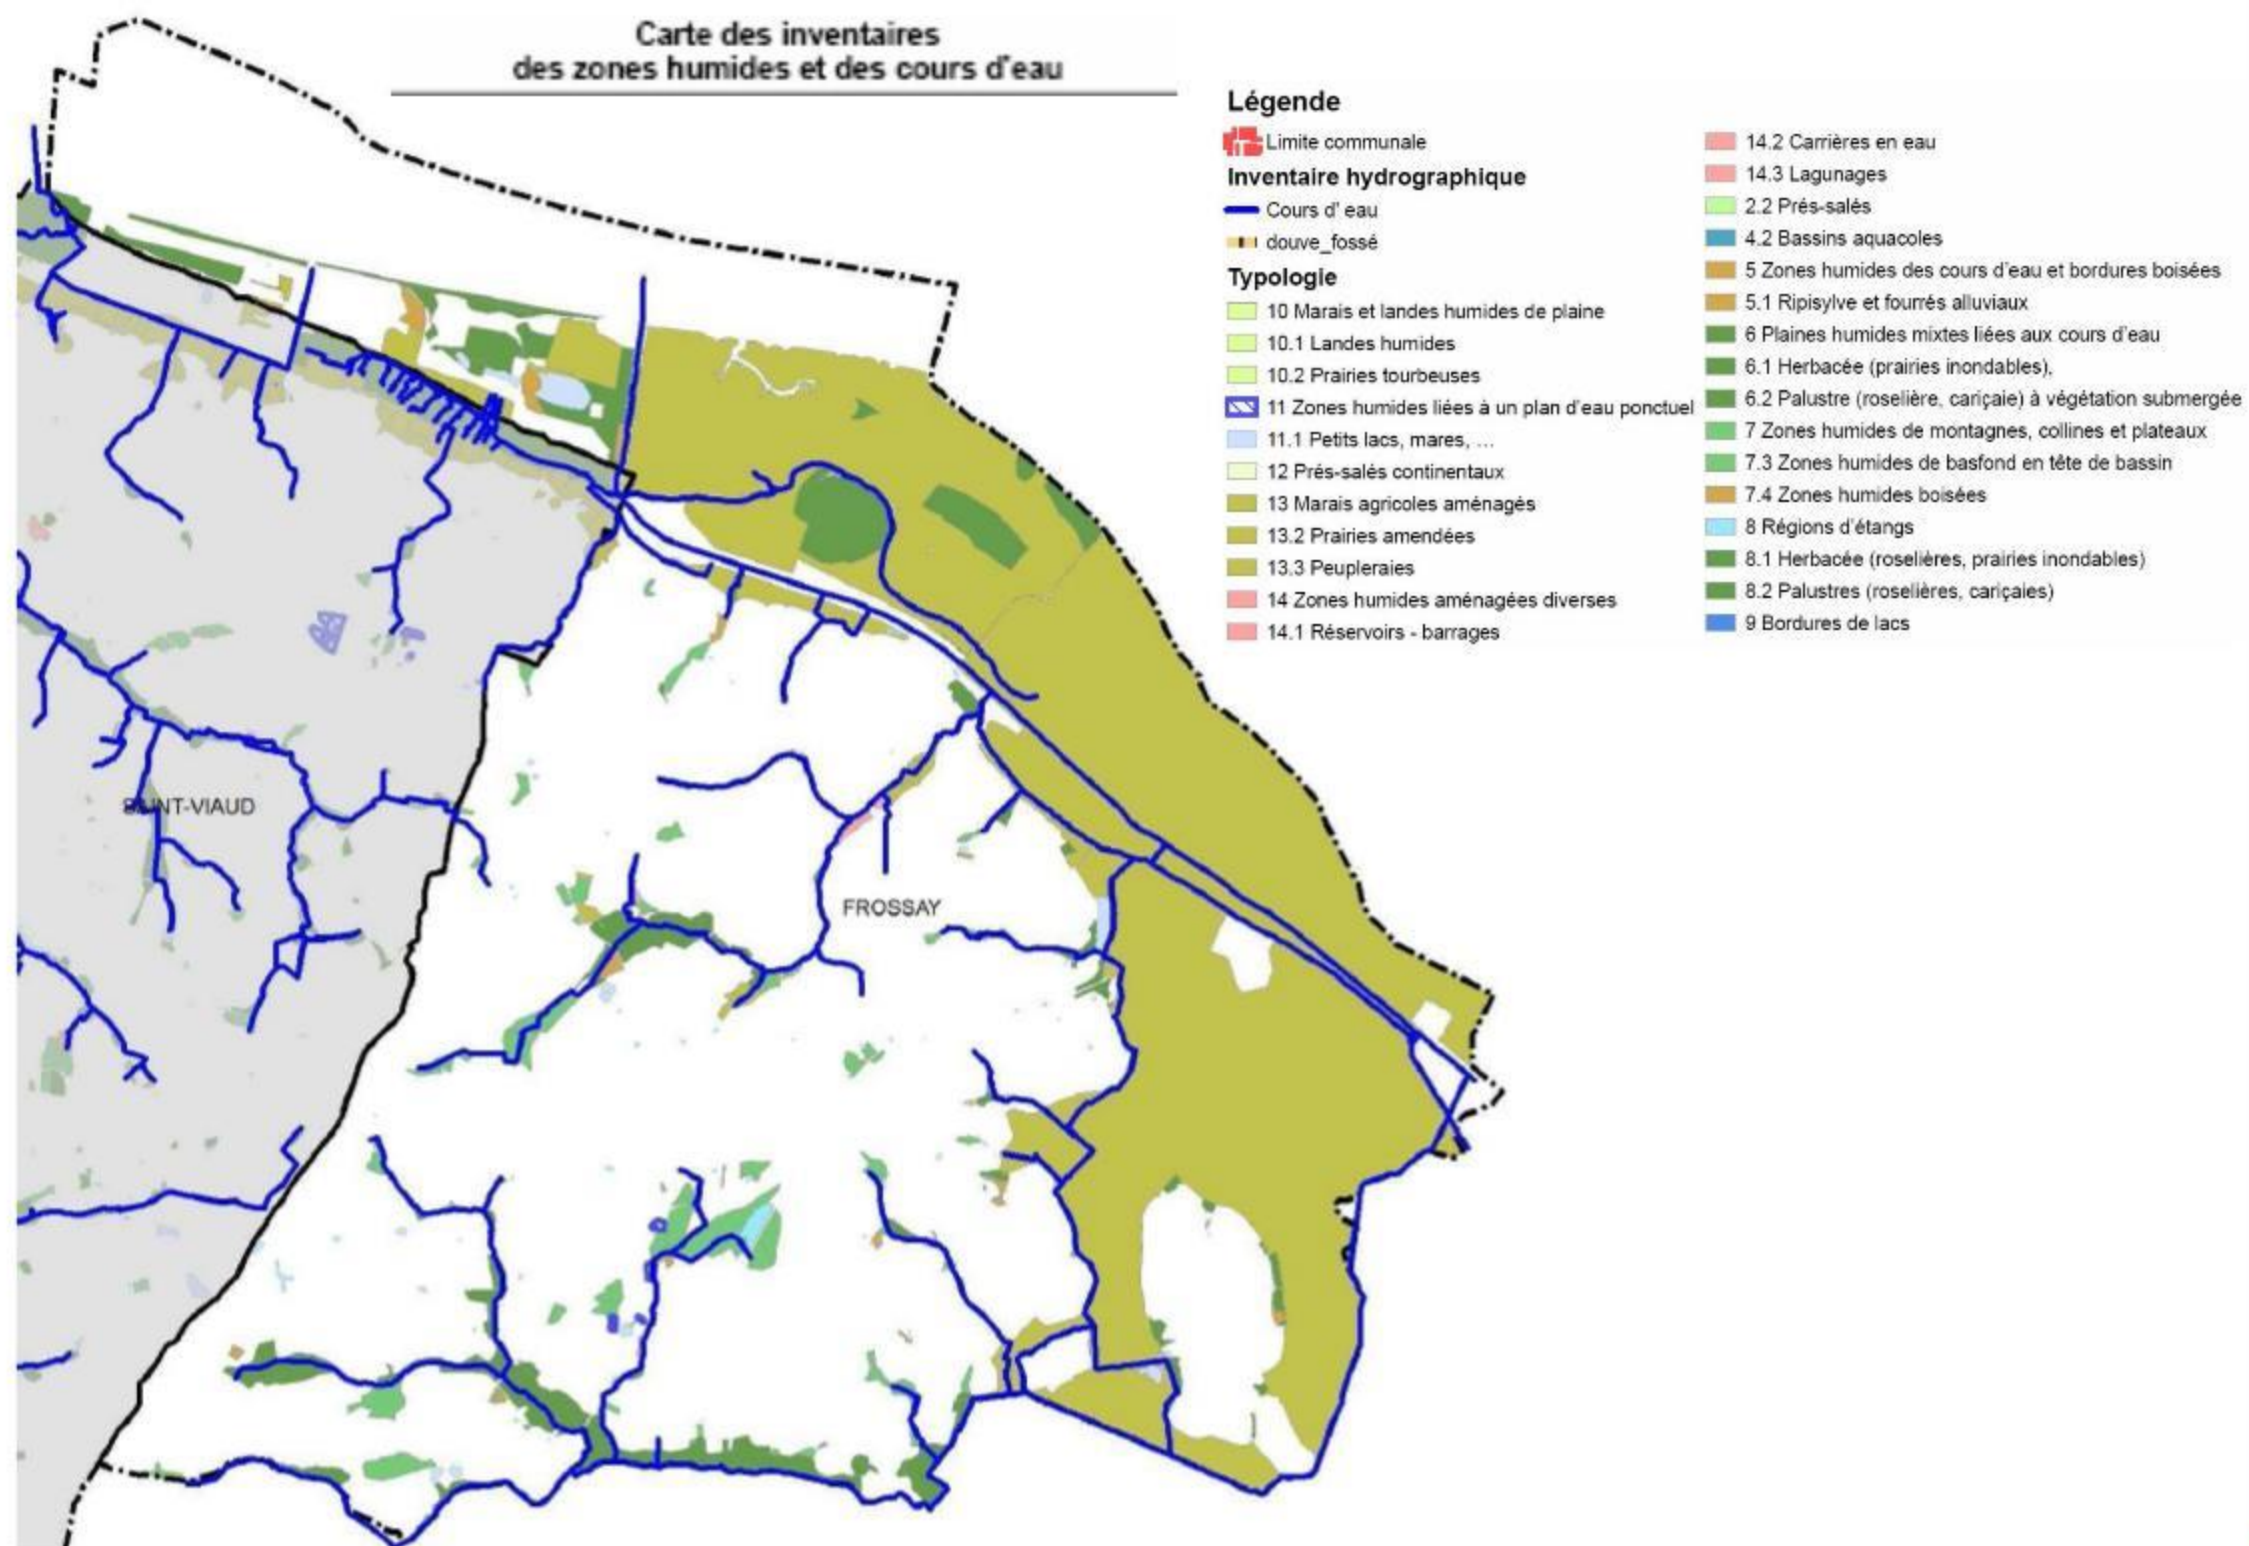 Carte des inventaires
des zones humides et des cours d'eau
Légende
Limite communale
Inventaire hydrographique
Cours d' eau
douve_fossé
Typologie
10 Marais et landes humides de plaine
10.1 Landes humides
10.2 Prairies tourbeuses
11 Zones humides liées à un plan d'eau ponctuel
11.1 Petits lacs, mares, ...
12 Prés-salés continentaux
13 Marais agricoles aménagés
13.2 Prairies amendées
13.3 Peupleraies
14 Zones humides aménagées diverses
14.1 Réservoirs - barrages
14.2 Carrières en eau
14.3 Lagunages
2.2 Prés-salés
4.2 Bassins aquacoles
5 Zones humides des cours d'eau et bordures boisées
5.1 Ripisylve et fourrés alluviaux
6 Plaines humides mixtes liées aux cours d'eau
6.1 Herbacée (prairies inondables),
6.2 Palustre (roselière, cariçaie) à végétation submergée
7 Zones humides de montagnes, collines et plateaux
7.3 Zones humides de basfond en tête de bassin
7.4 Zones humides boisées
8 Régions d'étangs
8.1 Herbacée (roselières, prairies inondables)
8.2 Palustres (roselières, cariçaies)
9 Bordures de lacs
SAINT-VIAUD
FROSSAY